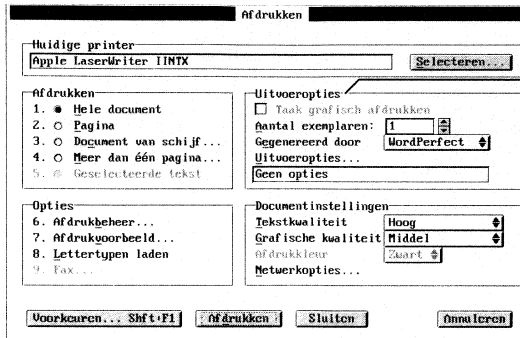 Afdrukken
Huidige printer
Apple LaserWriter IINTX
Selecteren...
Afdrukken
1. Hele document
2. Pagina
3. Document van schijf...
4. Meer dan één pagina...
5. Geselecteerde tekst
Uitvoeropties
Taak grafisch afdrukken
Aantal exemplaren: 1
Gegenereerd door WordPerfect
Uitvoeropties...
Geen opties
Opties
6. Afdrukbeheer...
7. Afdrukvoorbeeld...
8. Lettertypen laden
9. Fax...
Documentinstellingen
Tekstkwaliteit Hoog
Grafische kwaliteit Middel
Afdrukkleur Zwart
Netwerkopties...
Voorkeuren... Shft+F1
Afdrukken
Sluiten
Annuleren